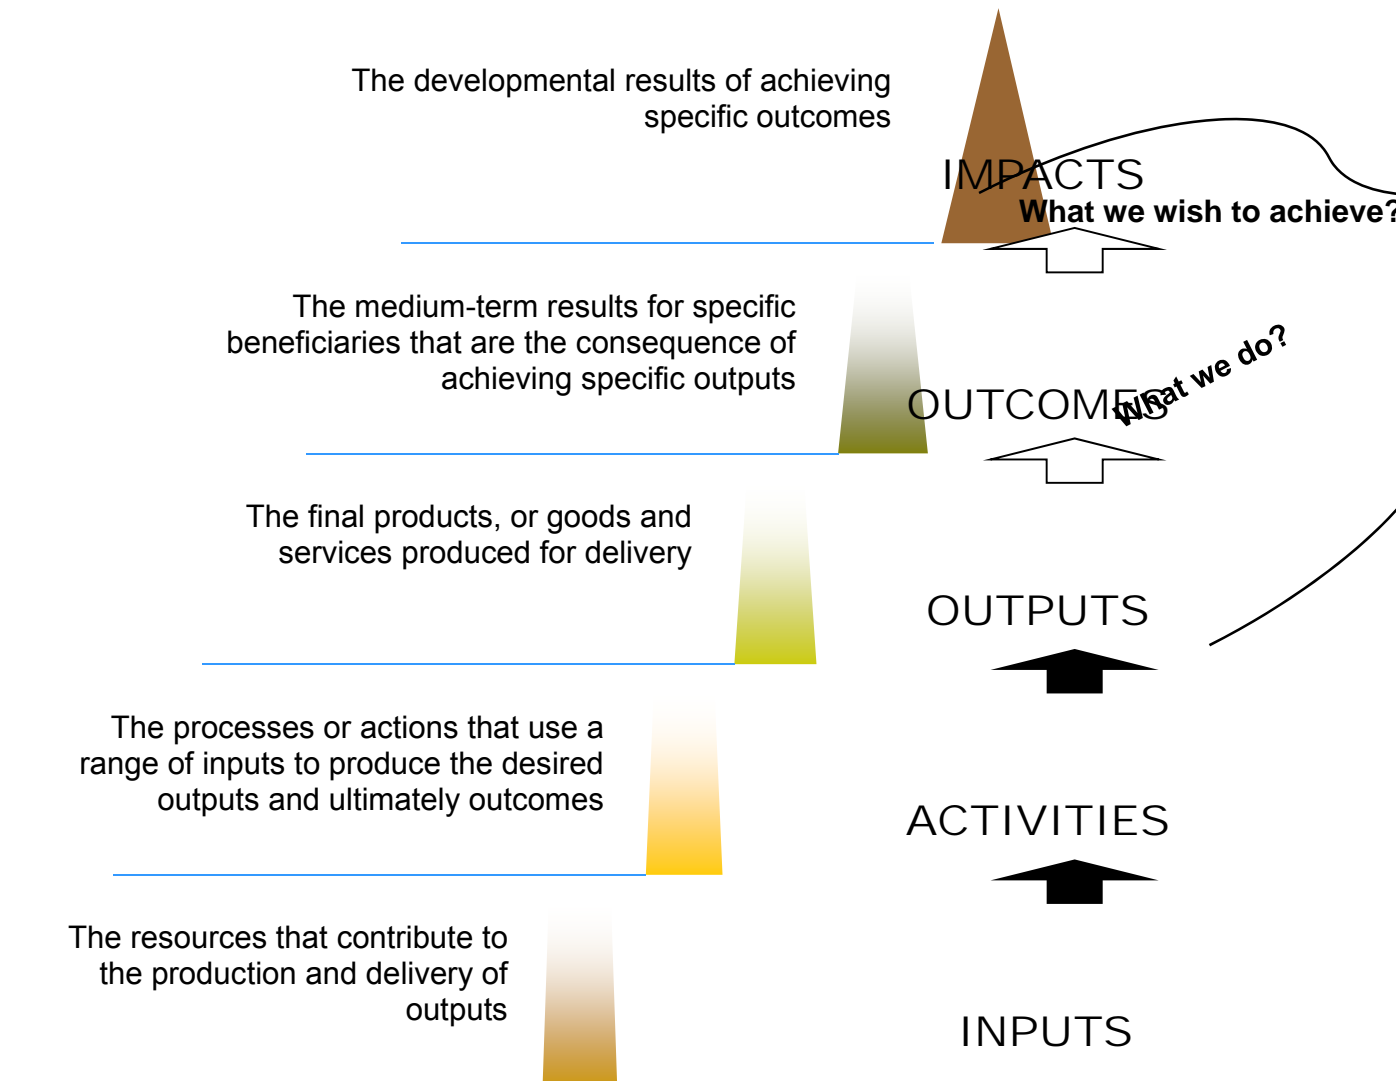 The developmental results of achieving
specific outcomes
IMPACTS
What we wish to achieve?
The medium-term results for specific
beneficiaries that are the consequence of
achieving specific outputs
OUTCOMES
What we do?
The final products, or goods and
services produced for delivery
OUTPUTS
The processes or actions that use a
range of inputs to produce the desired
outputs and ultimately outcomes
ACTIVITIES
The resources that contribute to
the production and delivery of
outputs
INPUTS